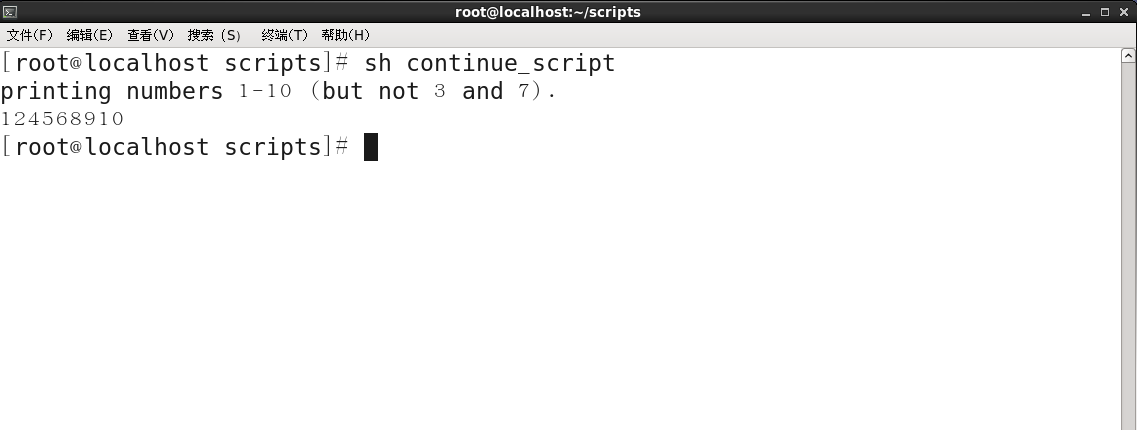 root@localhost:~/scripts
文件(F) 编辑(E) 查看(V) 搜索 (S) 终端(T) 帮助(H)
[root@localhost scripts]# sh continue_script
printing numbers 1-10 (but not 3 and 7).
124568910
[root@localhost scripts]#